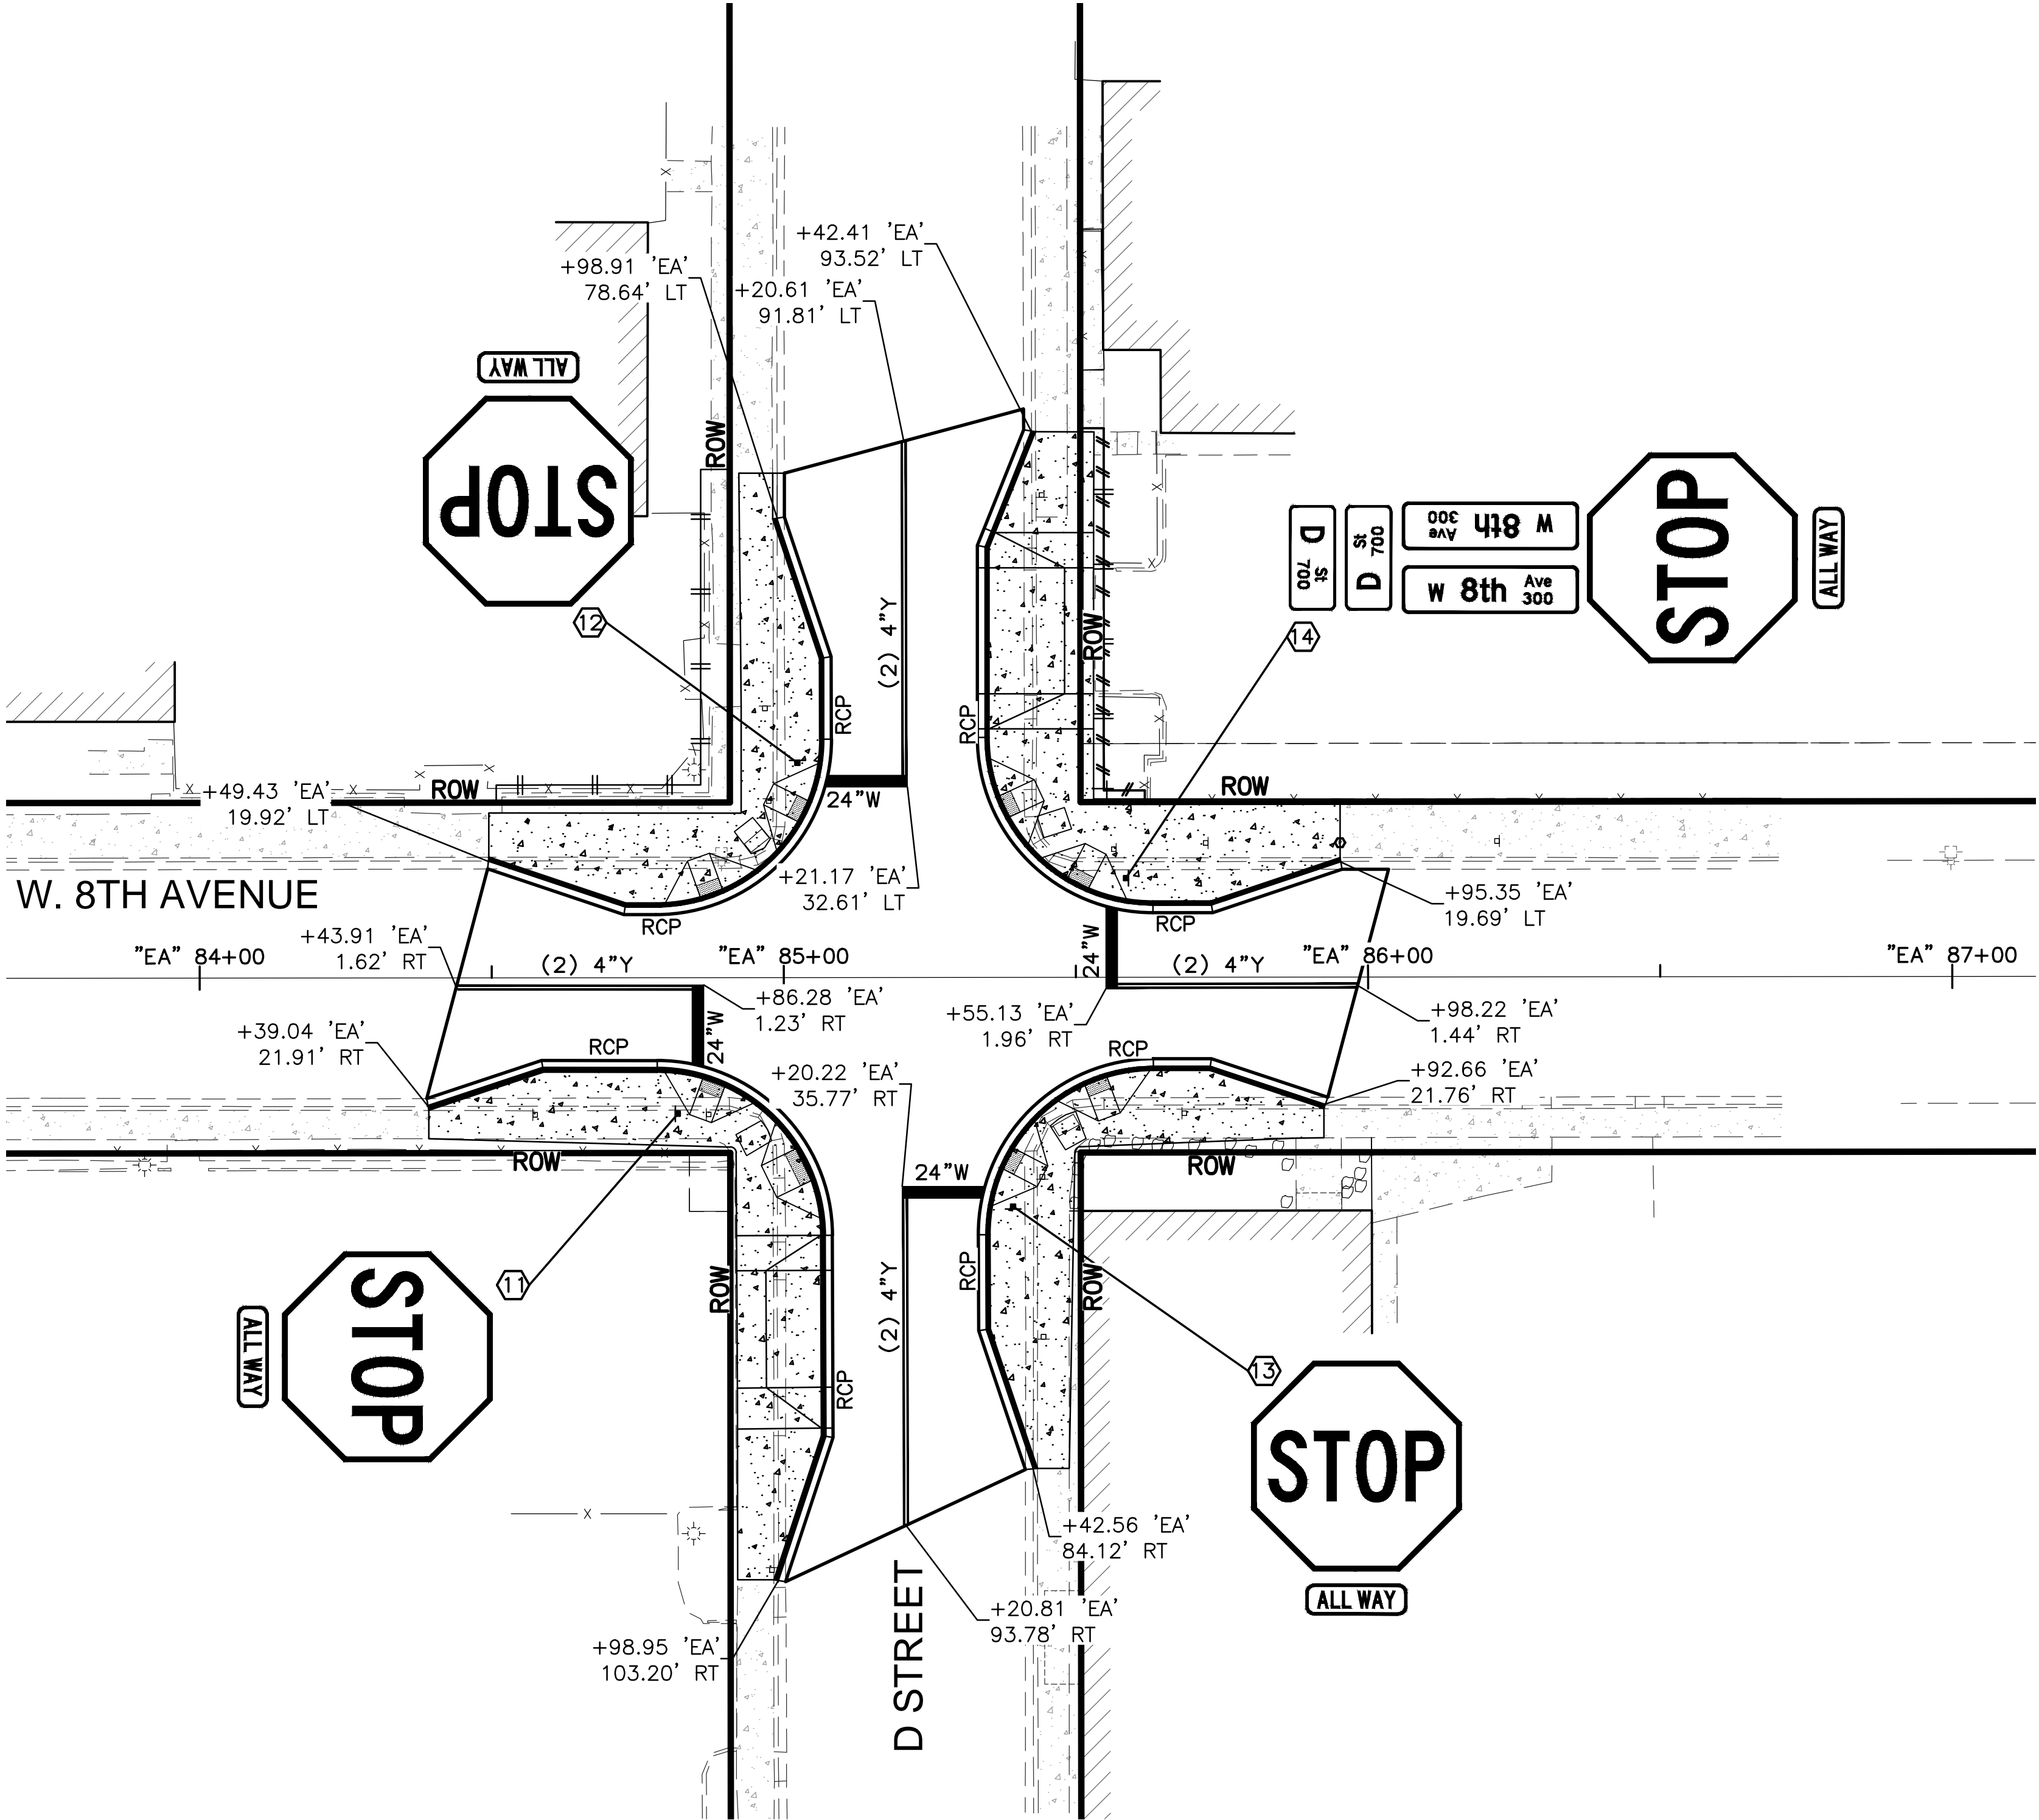 +42.41 'EA'
93.52' LT
+98.91 'EA'
78.64' LT
+20.61 'EA'
91.81' LT
ALL WAY
STOP
ROW
12
(2) 4"Y
RCP
RCP
ROW
14
D St 700
D St 700
W 8th Ave 300
W 8th Ave 300
STOP
ALL WAY
+49.43 'EA'
19.92' LT
ROW
24"W
ROW
+21.17 'EA'
32.61' LT
W. 8TH AVENUE
RCP
RCP
+95.35 'EA'
19.69' LT
+43.91 'EA'
1.62' RT
"EA" 84+00
(2) 4"Y
"EA" 85+00
24"W
(2) 4"Y
"EA" 86+00
"EA" 87+00
+86.28 'EA'
1.23' RT
+55.13 'EA'
1.96' RT
+98.22 'EA'
1.44' RT
+39.04 'EA'
21.91' RT
RCP
24"W
RCP
+20.22 'EA'
35.77' RT
+92.66 'EA'
21.76' RT
ROW
24"W
ROW
ALL WAY
STOP
11
ROW
RCP
(2) 4"Y
RCP
ROW
13
STOP
ALL WAY
+42.56 'EA'
84.12' RT
+20.81 'EA'
93.78' RT
+98.95 'EA'
103.20' RT
D STREET